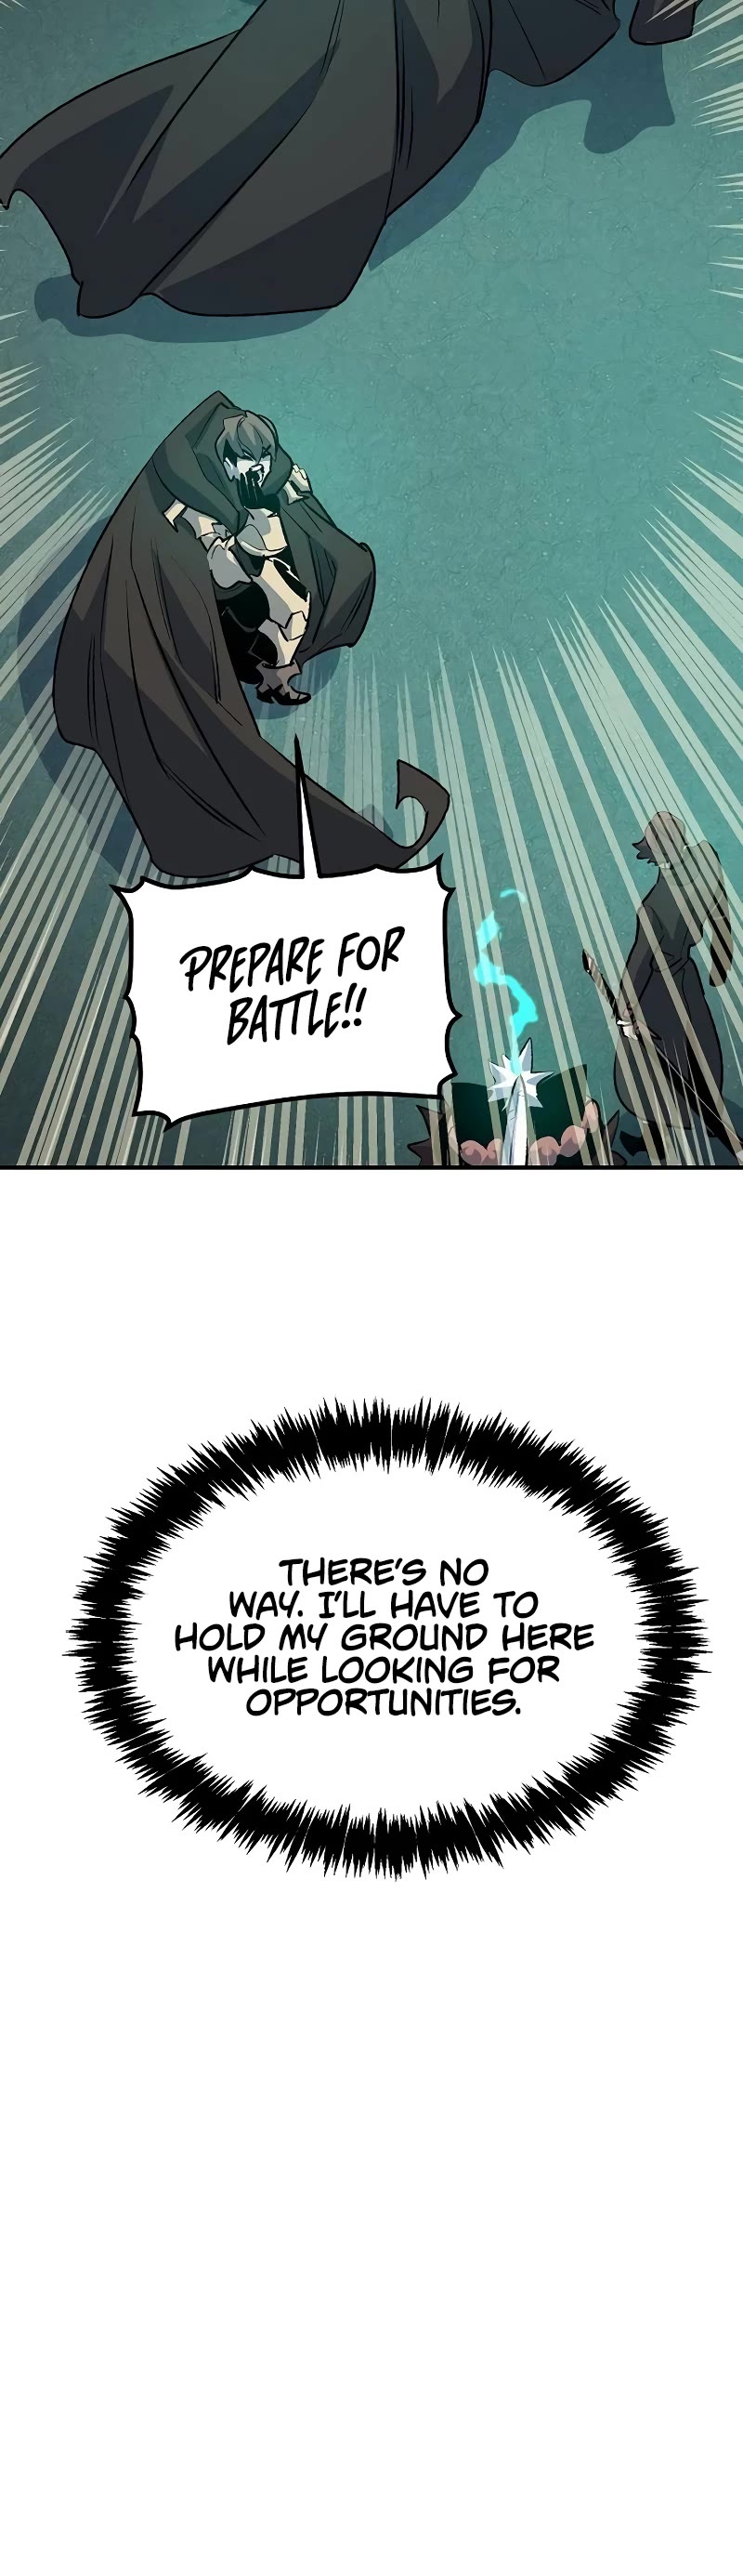 PREPARE FOR
BATTLE!!
THERE'S NO
WAY. I'LL HAVE TO
HOLD MY GROUND HERE
WHILE LOOKING FOR
OPPORTUNITIES.